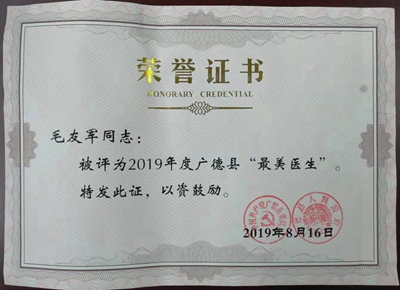 荣誉证书
HONORARY CREDENTIAL
毛友军同志：
被评为2019年度广德县“最美医生”。
特发此证，以资鼓励。
2019年8月16日